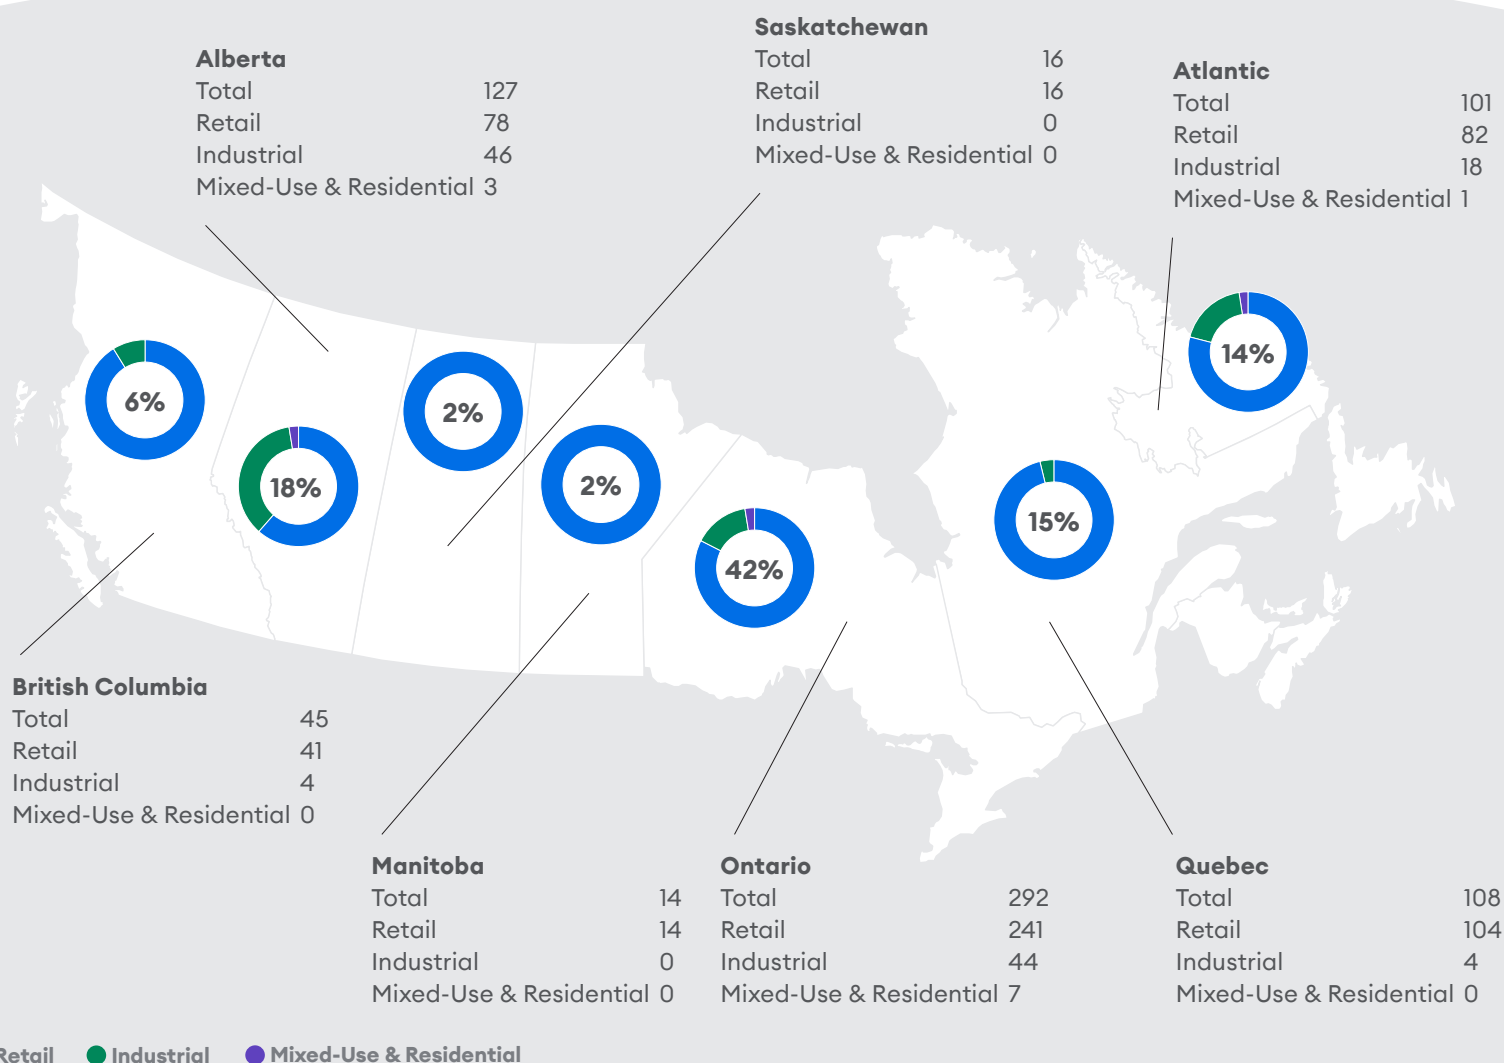 Saskatchewan
Total 16
Retail 16
Industrial 0
Mixed-Use & Residential 0
Alberta
Total 127
Retail 78
Industrial 46
Mixed-Use & Residential 3
Atlantic
Total 101
Retail 82
Industrial 18
Mixed-Use & Residential 1
6%
18%
2%
2%
42%
15%
14%
British Columbia
Total 45
Retail 41
Industrial 4
Mixed-Use & Residential 0
Manitoba
Total 14
Retail 14
Industrial 0
Mixed-Use & Residential 0
Ontario
Total 292
Retail 241
Industrial 44
Mixed-Use & Residential 7
Quebec
Total 108
Retail 104
Industrial 4
Mixed-Use & Residential 0
Retail Industrial Mixed-Use & Residential